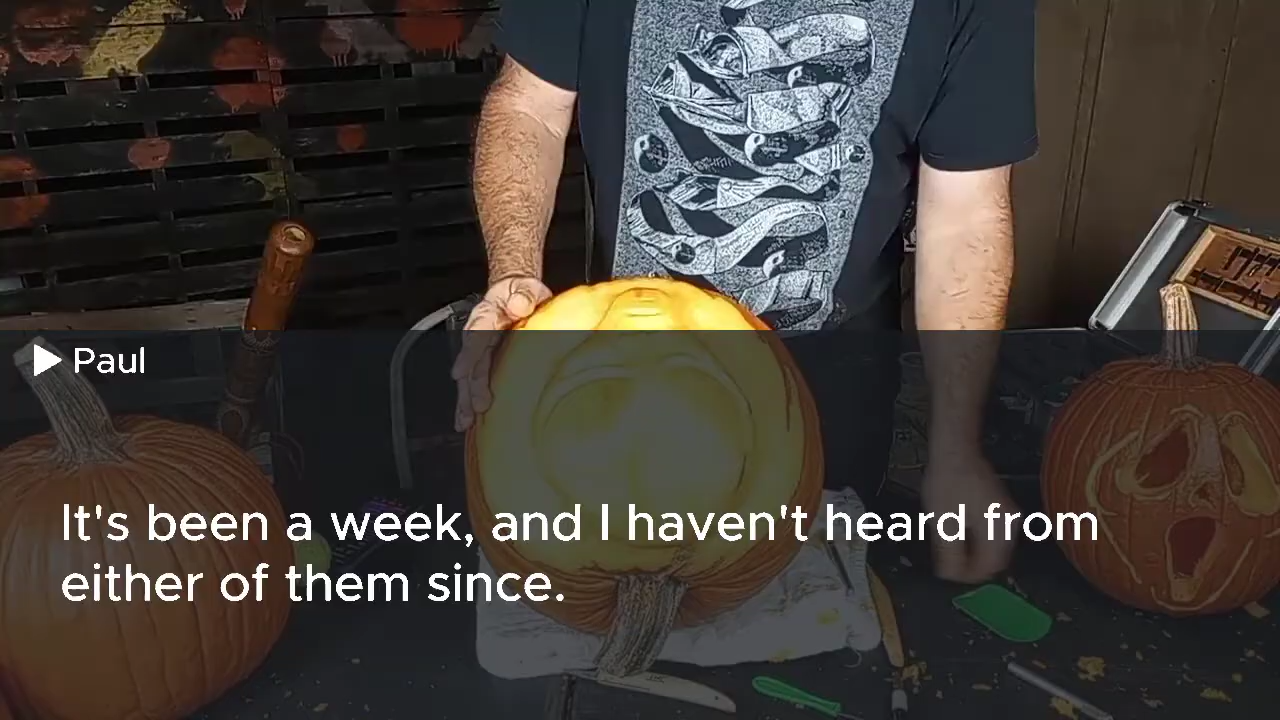 Paul
It's been a week, and I haven't heard from
either of them since.